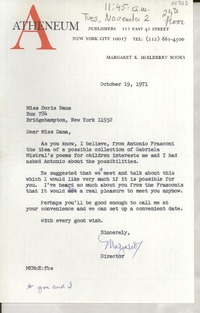 11:45 a.m.
Tues, November 2
24th
floor
A
ATHENEUM
PUBLISHERS 122 EAST 42 STREET
NEW YORK CITY 10017 TEL: (212) 661-4500
MARGARET K. McELDERRY BOOKS
October 19, 1971
Miss Doris Dana
Box 784
Bridgehampton, New York 11932
Dear Miss Dana,
As you know, I believe, from Antonio Frasconi
the idea of a possible collection of Gabriela
Mistral's poems for children interests me and I had
asked Antonio about the possibilities.
He suggested that we meet and talk about this
which I would like very much if it is possible for
you. I've heard so much about you from the Frasconis
that it would be a real pleasure to meet you anyhow.
Perhaps you'll be good enough to call me at
your convenience and we can set up a convenient date.
With every good wish.
Sincerely,
Margaret
Director